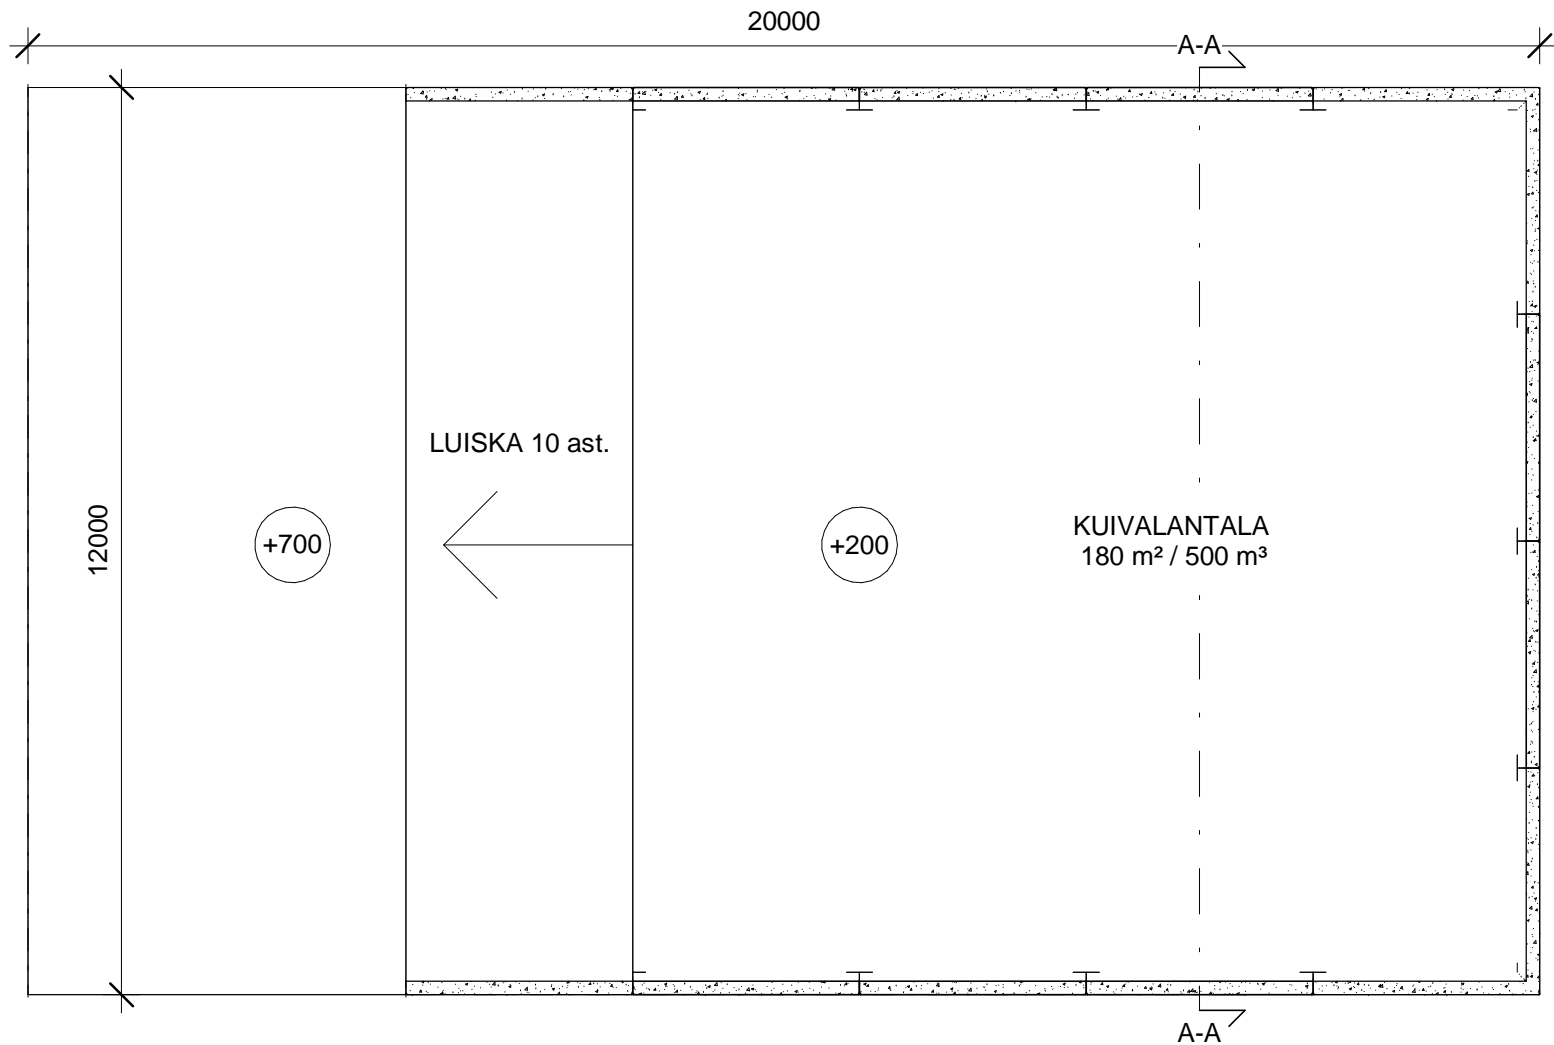 20000
A-A
LUISKA 10 ast.
12000
+700
+200
KUIVALANTALA
180 m² / 500 m³
A-A